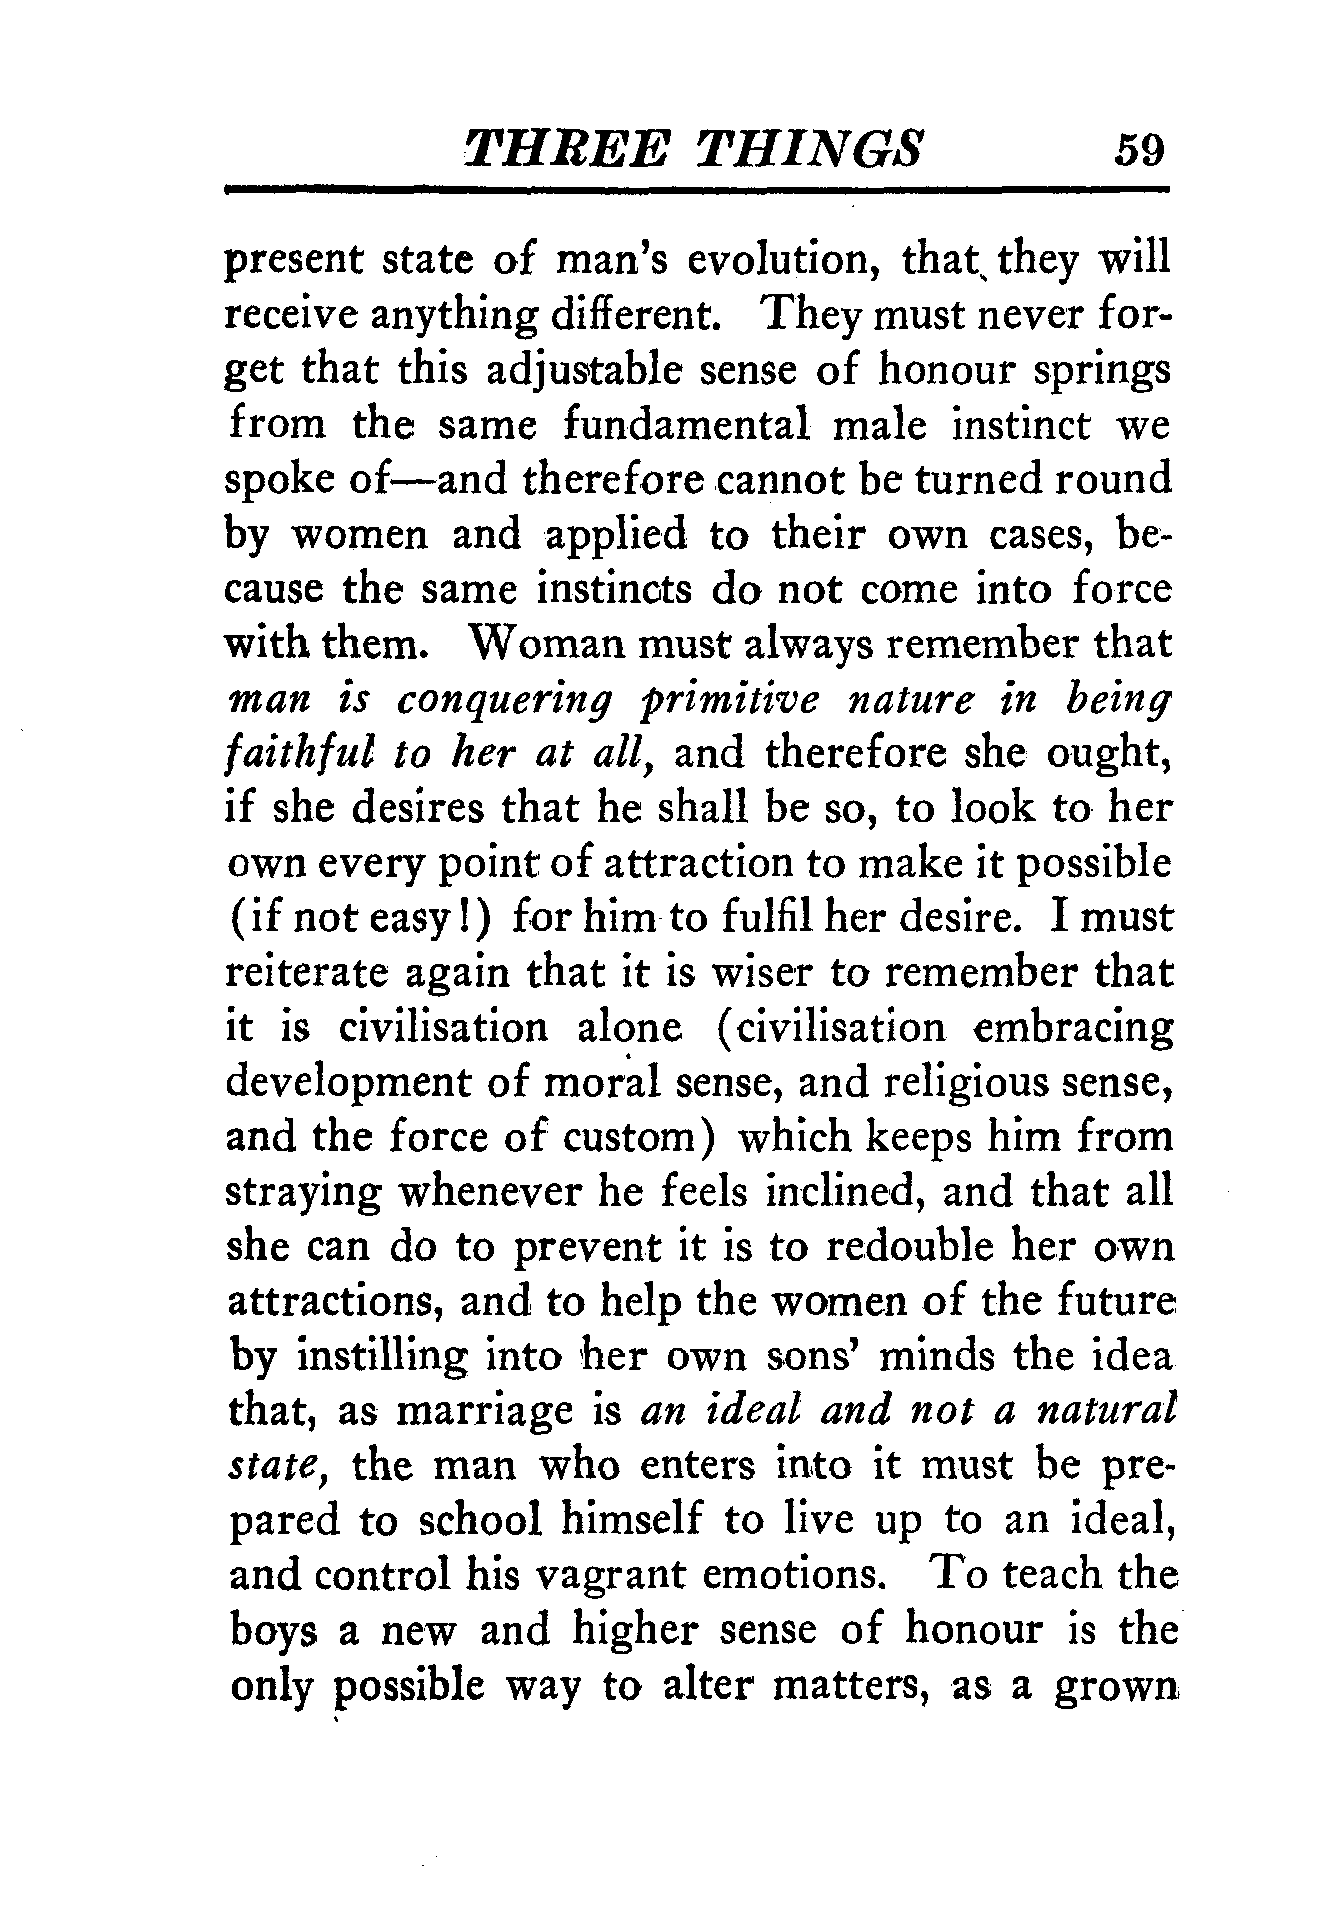 THREE THINGS 59
present state of man's evolution, that they will
receive anything different. They must never for-
get that this adjustable sense of honour springs
from the same fundamental male instinct we
spoke of—and therefore cannot be turned round
by women and applied to their own cases, be-
cause the same instincts do not come into force
with them. Woman must always remember that
man is conquering primitive nature in being
faithful to her at all, and therefore she ought,
if she desires that he shall be so, to look to her
own every point of attraction to make it possible
(if not easy!) for him to fulfil her desire. I must
reiterate again that it is wiser to remember that
it is civilisation alone (civilisation embracing
development of moral sense, and religious sense,
and the force of custom) which keeps him from
straying whenever he feels inclined, and that all
she can do to prevent it is to redouble her own
attractions, and to help the women of the future
by instilling into her own sons' minds the idea
that, as marriage is an ideal and not a natural
state, the man who enters into it must be pre-
pared to school himself to live up to an ideal,
and control his vagrant emotions. To teach the
boys a new and higher sense of honour is the
only possible way to alter matters, as a grown